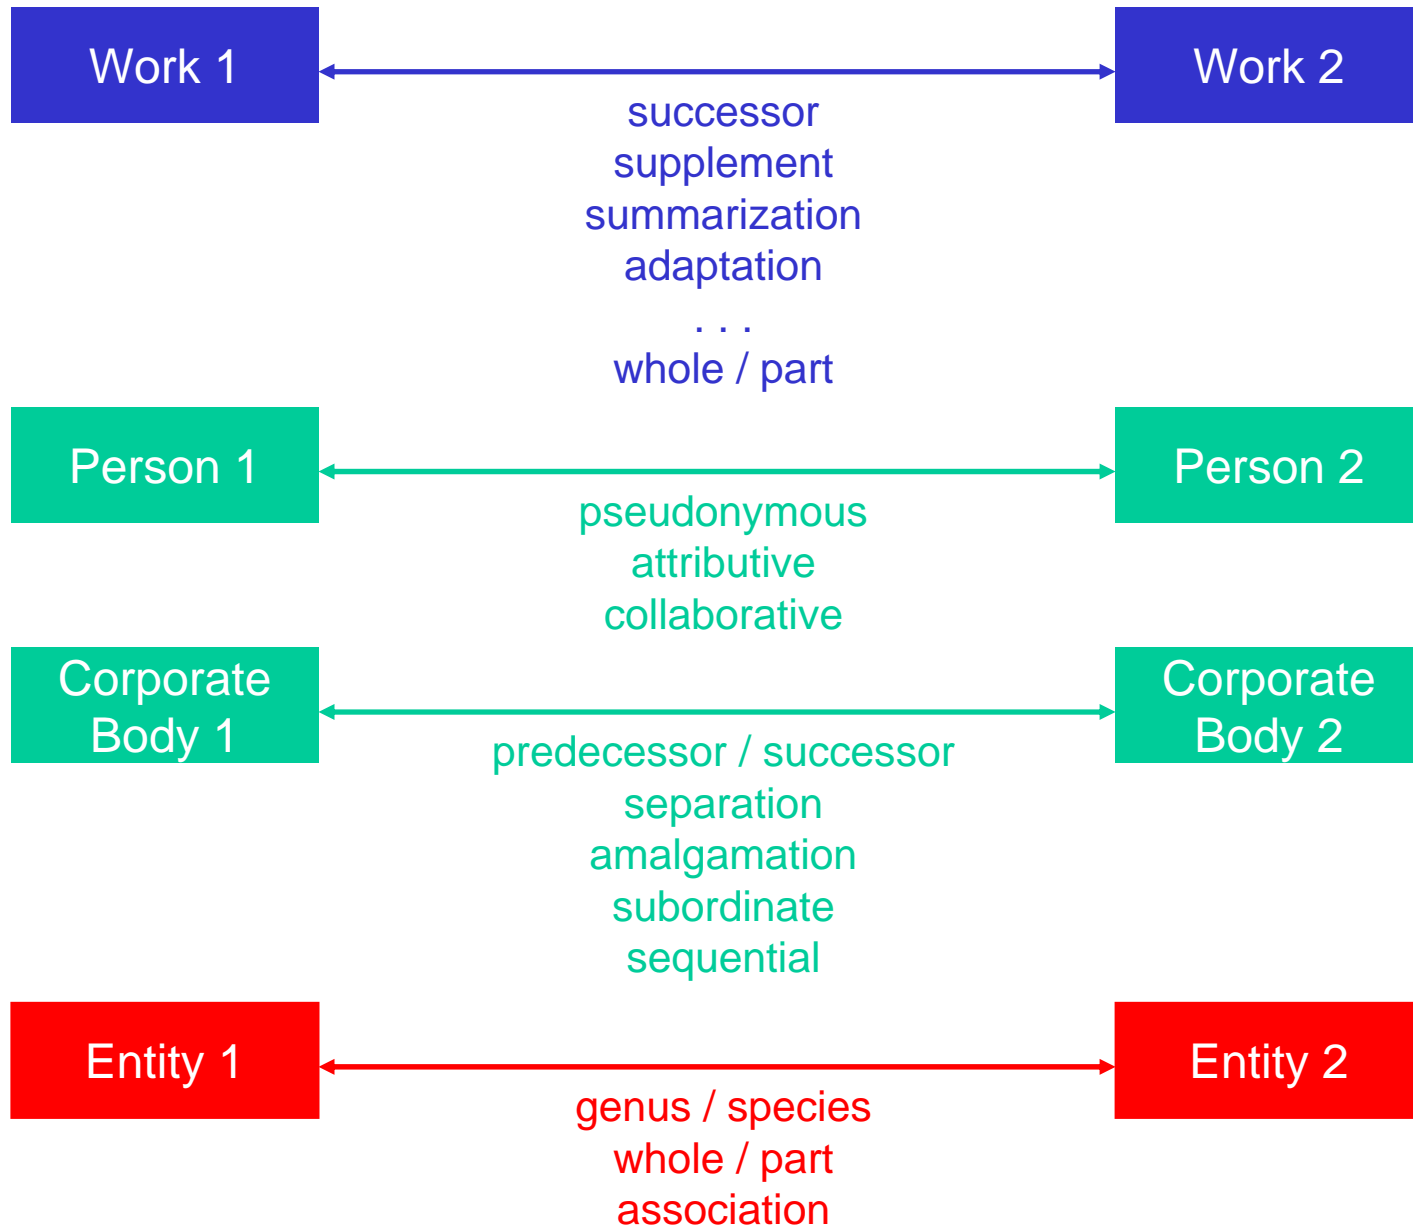 Work 1
Work 2
successor
supplement
summarization
adaptation
. . .
whole / part
Person 1
Person 2
pseudonymous
attributive
collaborative
Corporate
Body 1
Corporate
Body 2
predecessor / successor
separation
amalgamation
subordinate
sequential
Entity 1
Entity 2
genus / species
whole / part
association